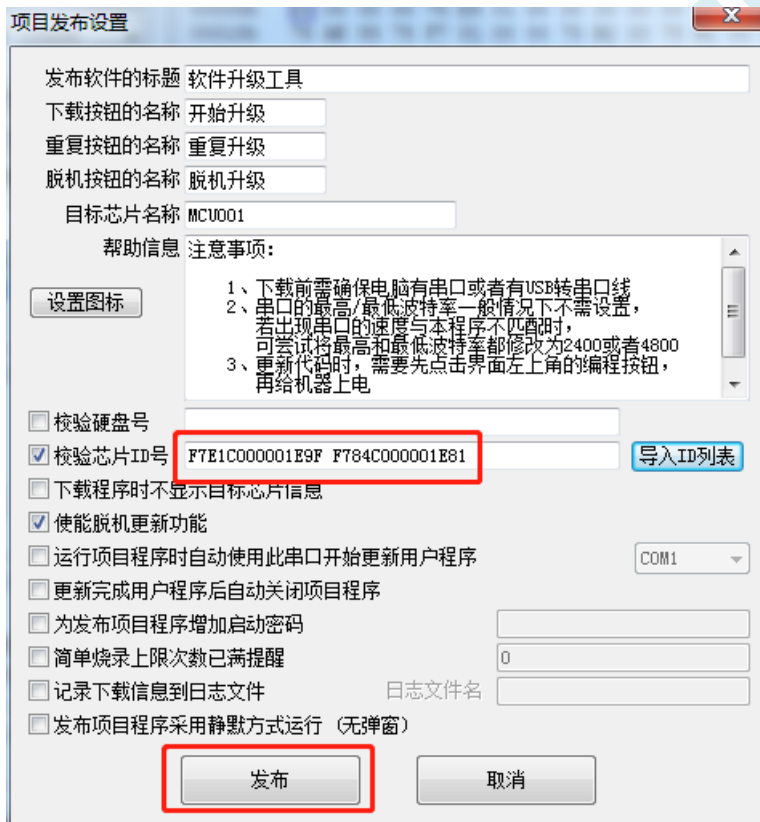 项目发布设置
X
发布软件的标题 软件升级工具
下载按钮的名称 开始升级
重复按钮的名称 重复升级
脱机按钮的名称 脱机升级
目标芯片名称 MCU001
帮助信息 注意事项:
1、下载前需确保电脑有串口或者有USB转串口线
设置图标
2、串口的最高/最低波特率一般情况下不需设置,
若出现串口的速度与本程序不匹配时,
可尝试将最高和最低波特率都修改为2400或者4800
3、更新代码时,需要先点击界面左上角的编程按钮,
再给机器上电
校验硬盘号
校验芯片ID号 F7E1C000001E9F F784C000001E81 导入ID列表
下载程序时不显示目标芯片信息
使能脱机更新功能
运行项目程序时自动使用此串口开始更新用户程序 COM1
更新完成用户程序后自动关闭项目程序
为发布项目程序增加启动密码
简单烧录上限次数已满提醒 0
记录下载信息到日志文件 日志文件名
发布项目程序采用静默方式运行 (无弹窗)
发布 取消